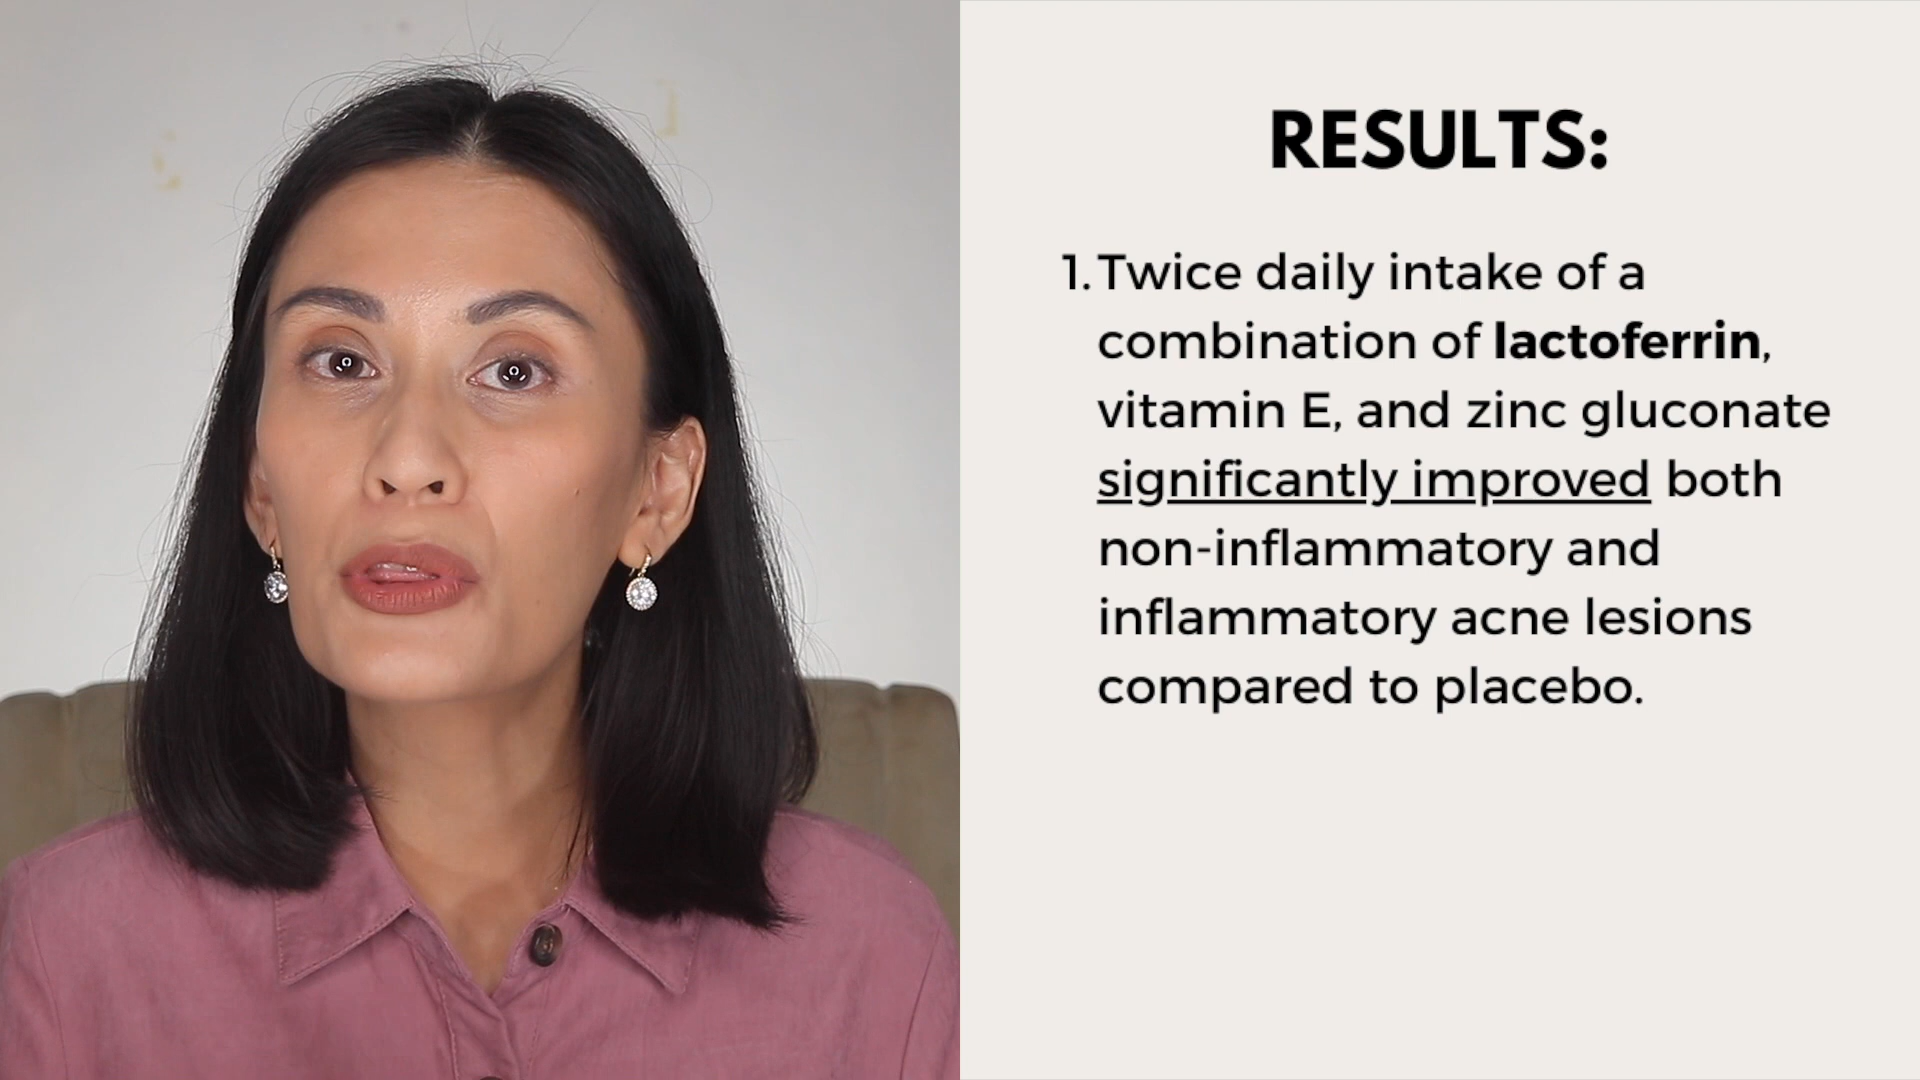 RESULTS:
1. Twice daily intake of a
combination of lactoferrin,
vitamin E, and zinc gluconate
significantly improved both
non-inflammatory and
inflammatory acne lesions
compared to placebo.